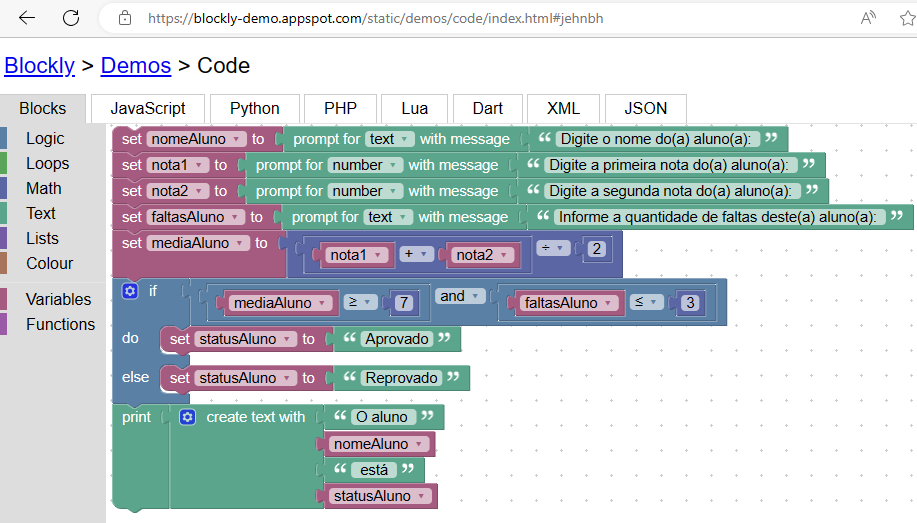 https://blockly-demo.appspot.com/static/demos/code/index.html#jehnbh
Blockly > Demos > Code
Blocks JavaScript Python PHP Lua Dart XML JSON
Logic
Loops
Math
Text
Lists
Colour
Variables
Functions
set nomeAluno to prompt for text with message “ Digite o nome do(a) aluno(a): ”
set nota1 to prompt for number with message “ Digite a primeira nota do(a) aluno(a): ”
set nota2 to prompt for number with message “ Digite a segunda nota do(a) aluno(a): ”
set faltasAluno to prompt for text with message “ Informe a quantidade de faltas deste(a) aluno(a): ”
set mediaAluno to nota1 + nota2 ÷ 2
if mediaAluno ≥ 7 and faltasAluno ≤ 3
do set statusAluno to “ Aprovado ”
else set statusAluno to “ Reprovado ”
print create text with “ O aluno ”
nomeAluno
“ está ”
statusAluno